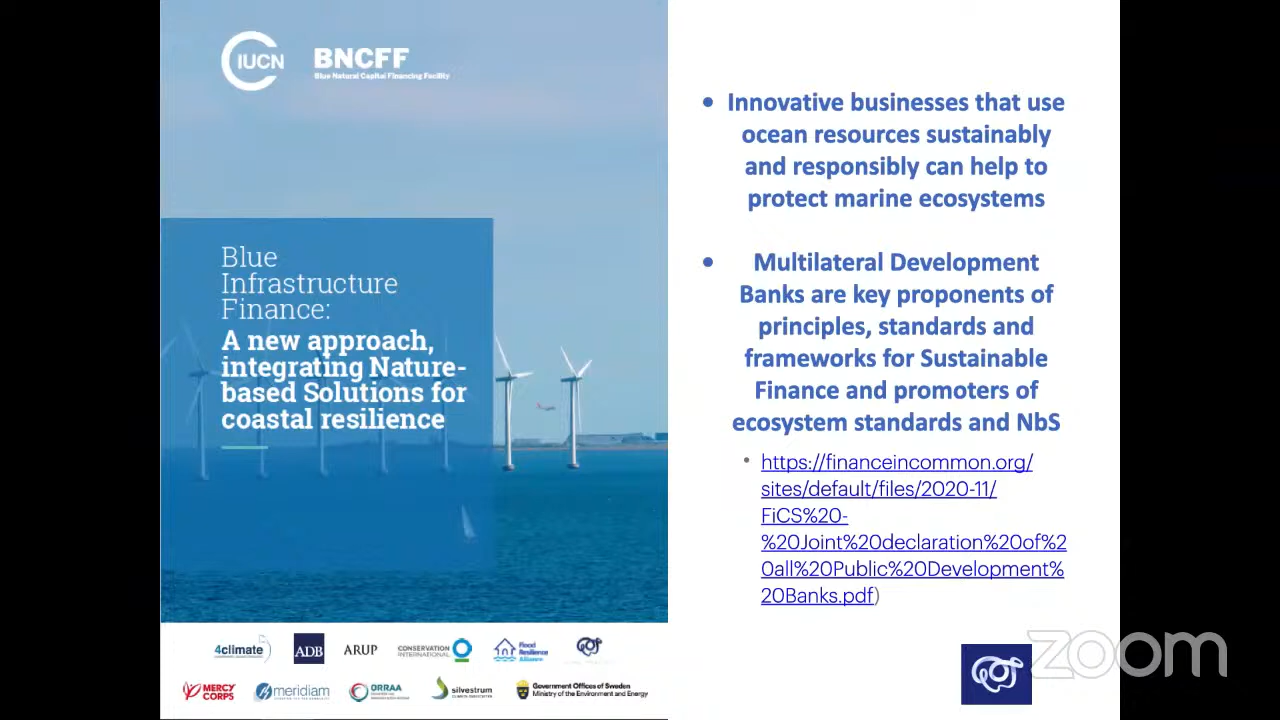 IUCN
BNCFF
Blue Natural Capital Financing Facility
Blue
Infrastructure
Finance:
A new approach,
integrating Nature-
based Solutions for
coastal resilience
4climate
ADB
ARUP
CONSERVATION
INTERNATIONAL
Flood
Resilience
Alliance
MERCY
CORPS
meridiam
ORRAA
silvestrum
CLIMATE ASSOCIATES
Government Offices of Sweden
Ministry of the Environment and Energy
• Innovative businesses that use
ocean resources sustainably
and responsibly can help to
protect marine ecosystems
• Multilateral Development
Banks are key proponents of
principles, standards and
frameworks for Sustainable
Finance and promoters of
ecosystem standards and NbS
• https://financeincommon.org/
sites/default/files/2020-11/
FiCS%20-
%20Joint%20declaration%20of%2
0all%20Public%20Development%
20Banks.pdf)
zoom